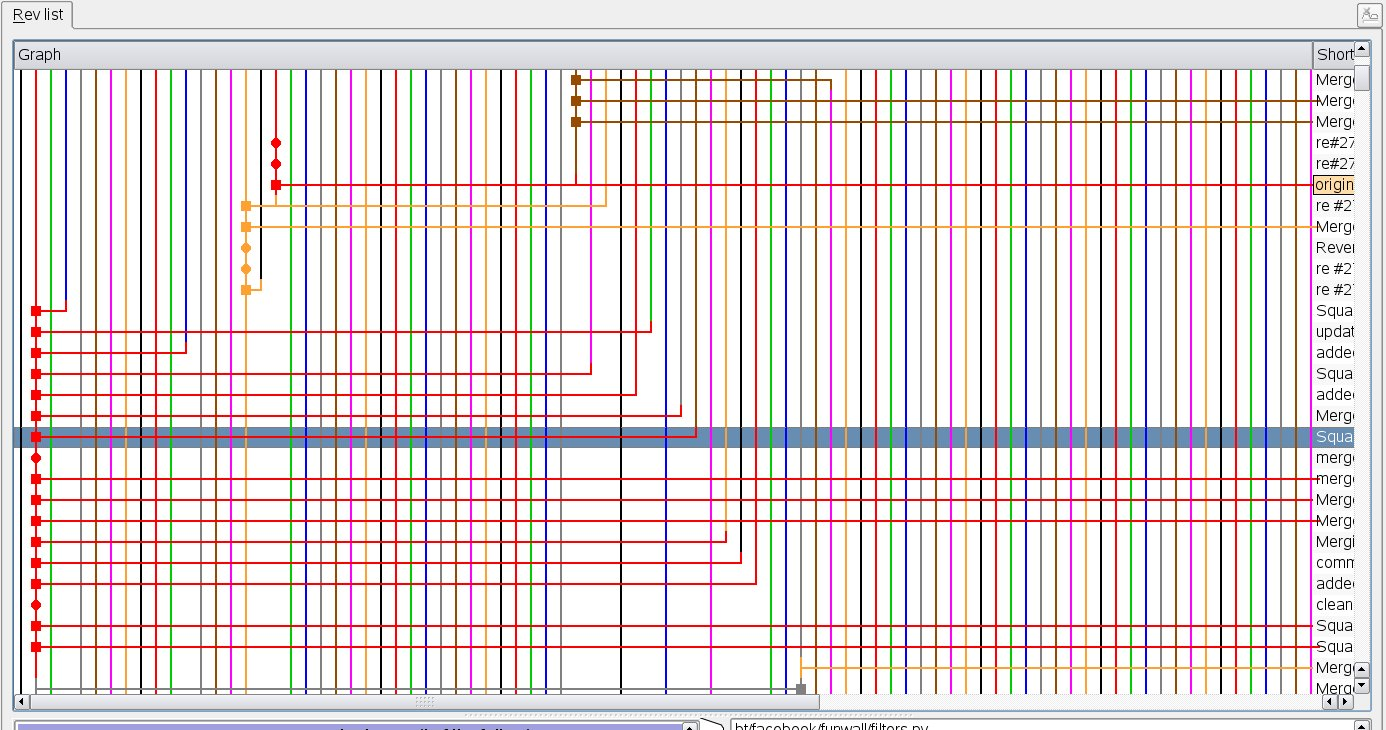 Rev list
Graph
Short
Merge
Merge
Merge
re#27
re#27
origin
re #27
Merge
Rever
re #2
re #2
Squa
updat
added
Squa
added
Merge
Squa
merge
merge
Merge
Merge
Mergi
comm
added
clean
Squa
Squa
Merge
Merge
bt/facebook/funwall/filters.py